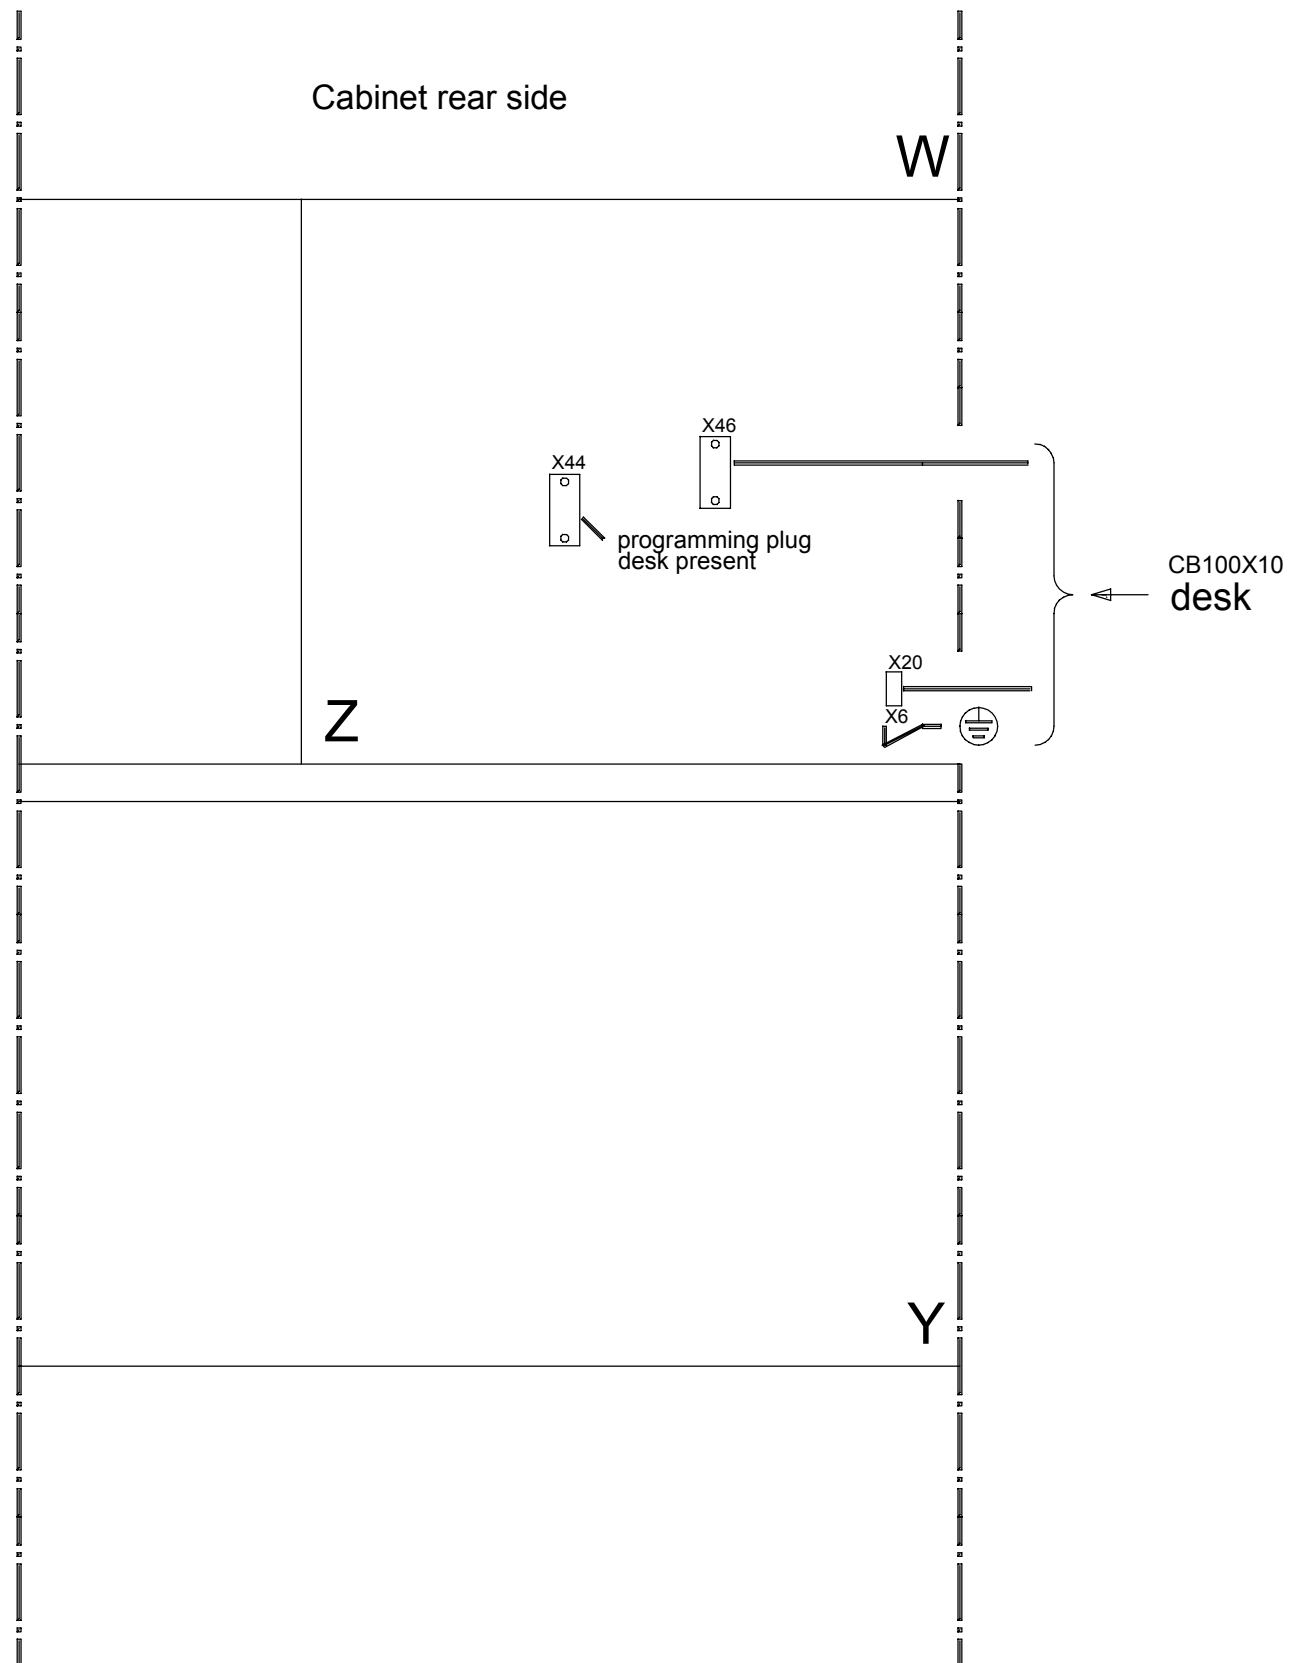 Cabinet rear side
W
X46
X44
programming plug
desk present
CB100X10
desk
X20
X6
Z
Y